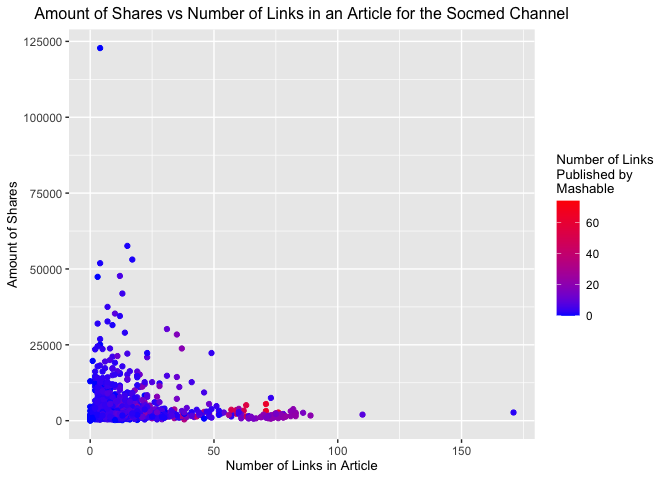 Amount of Shares vs Number of Links in an Article for the Socmed Channel
125000
100000
75000
50000
25000
0
Amount of Shares
0
50
100
150
Number of Links in Article
Number of Links
Published by
Mashable
60
40
20
0